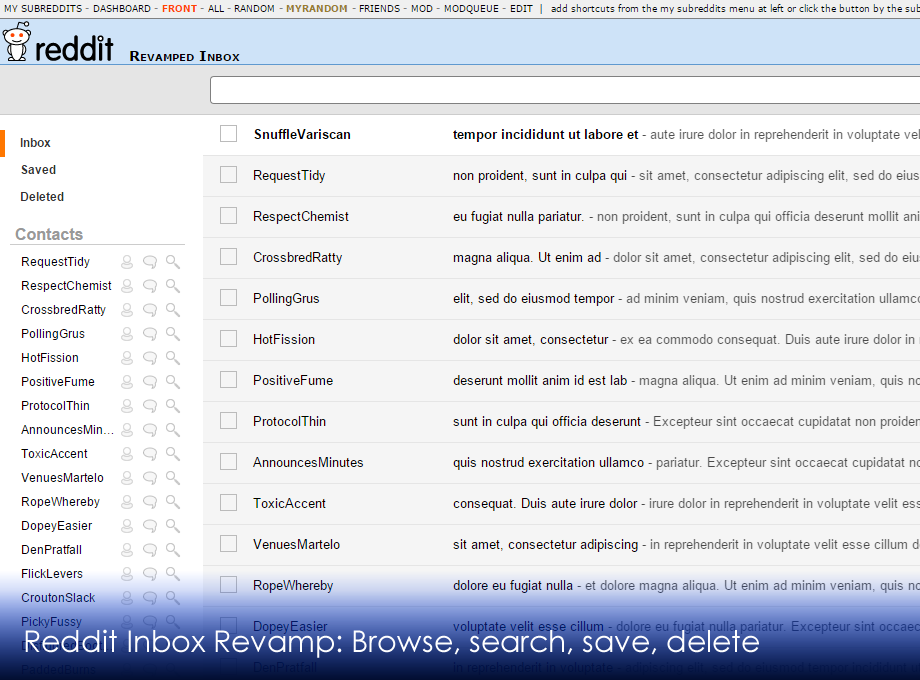 MY SUBREDDITS - DASHBOARD - FRONT - ALL - RANDOM - MYRANDOM - FRIENDS - MOD - MODQUEUE - EDIT | add shortcuts from the my subreddits menu at left or click the button by the sub
reddit Revamped Inbox
Inbox
Saved
Deleted
Contacts
RequestTidy
RespectChemist
CrossbredRatty
PollingGrus
HotFission
PositiveFume
ProtocolThin
AnnouncesMin...
ToxicAccent
VenuesMartelo
RopeWhereby
DopeyEasier
DenPratfall
FlickLevers
CroutonSlack
PickyFussy
SnuffleVariscan tempor incididunt ut labore et - aute irure dolor in reprehenderit in voluptate vel
RequestTidy non proident, sunt in culpa qui - sit amet, consectetur adipiscing elit, sed do eius
RespectChemist eu fugiat nulla pariatur. - non proident, sunt in culpa qui officia deserunt mollit ani
CrossbredRatty magna aliqua. Ut enim ad - dolor sit amet, consectetur adipiscing elit, sed do eius
PollingGrus elit, sed do eiusmod tempor - ad minim veniam, quis nostrud exercitation ullamco
HotFission dolor sit amet, consectetur - ex ea commodo consequat. Duis aute irure dolor in
PositiveFume deserunt mollit anim id est lab - magna aliqua. Ut enim ad minim veniam, quis no
ProtocolThin sunt in culpa qui officia deserunt - Excepteur sint occaecat cupidatat non proiden
AnnouncesMinutes quis nostrud exercitation ullamco - pariatur. Excepteur sint occaecat cupidatat no
ToxicAccent consequat. Duis aute irure dolor - irure dolor in reprehenderit in voluptate velit ess
VenuesMartelo sit amet, consectetur adipiscing - in reprehenderit in voluptate velit esse cillum d
RopeWhereby dolore eu fugiat nulla - et dolore magna aliqua. Ut enim ad minim veniam, quis no
DopeyEasier voluptate velit esse cillum - dolore eu fugiat nulla pariatur. Excepteur sint occaec
DenPratfall in reprehenderit in voluptate - adipiscing elit, sed do eiusmod tempor incididunt
Reddit Inbox Revamp: Browse, search, save, delete